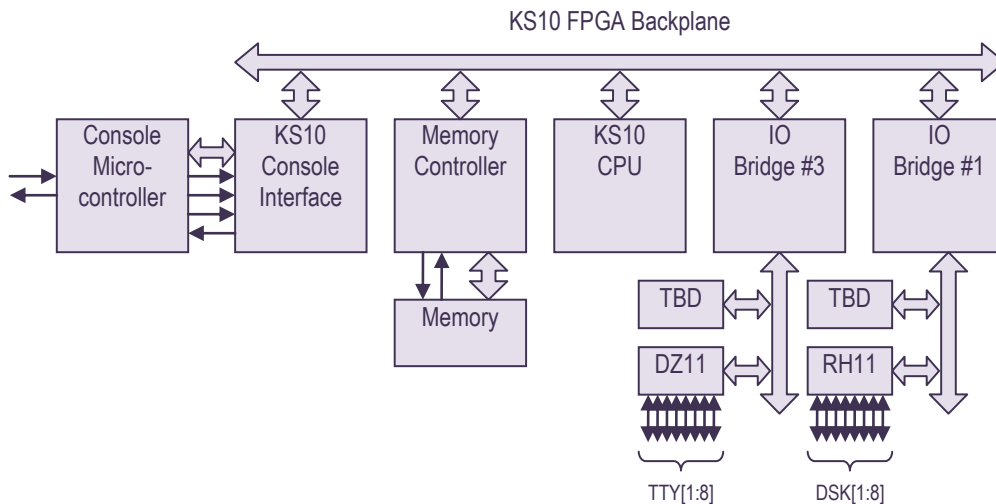 KS10 FPGA Backplane
Console
Micro-
controller
KS10
Console
Interface
Memory
Controller
KS10
CPU
IO
Bridge #3
IO
Bridge #1
Memory
TBD
DZ11
TBD
RH11
TTY[1:8]
DSK[1:8]